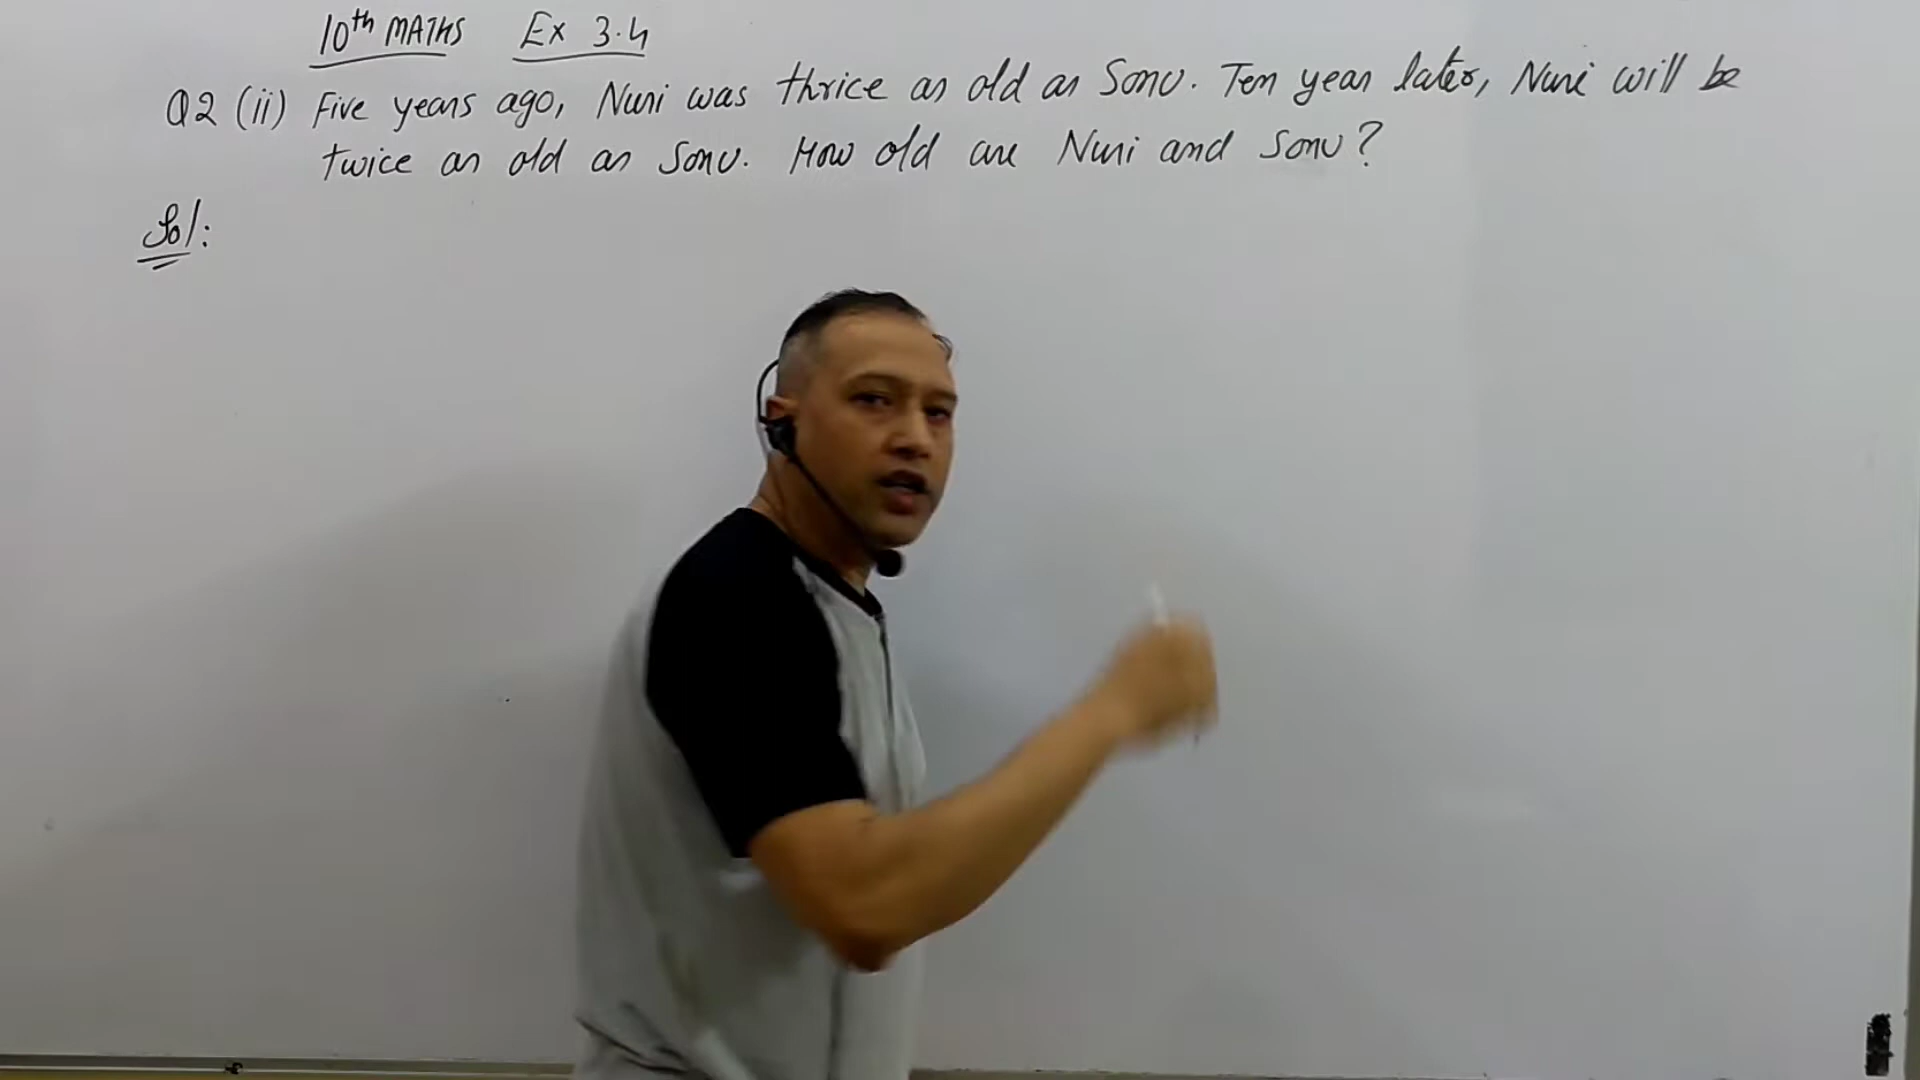 10th MATHS Ex 3.4
Q2 (ii) Five years ago, Nuri was thrice as old as Sonu. Ten year later, Nuri will be
twice as old as Sonu. How old are Nuri and Sonu?
Sol: